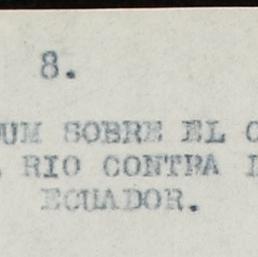 8.
UM SOBRE EL
RIO CONTRA
ECUADOR.